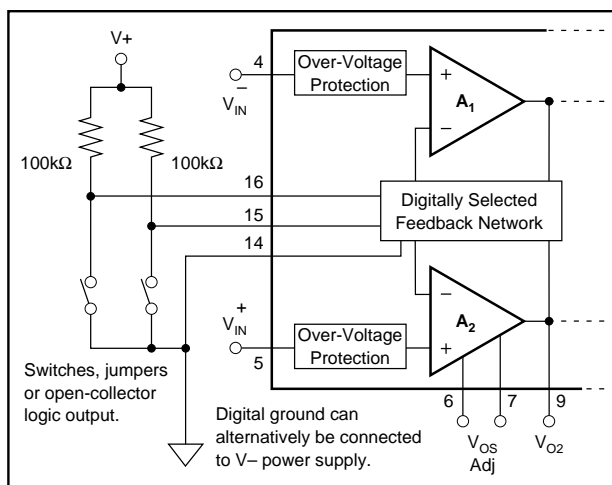 V+
100kΩ
100kΩ
4
V–IN
Over-Voltage
Protection
+
A1
–
16
15
14
Digitally Selected
Feedback Network
–
A2
+
V+IN
5
Over-Voltage
Protection
Switches, jumpers
or open-collector
logic output.
Digital ground can
alternatively be connected
to V– power supply.
6
7
9
VOS
Adj
VO2